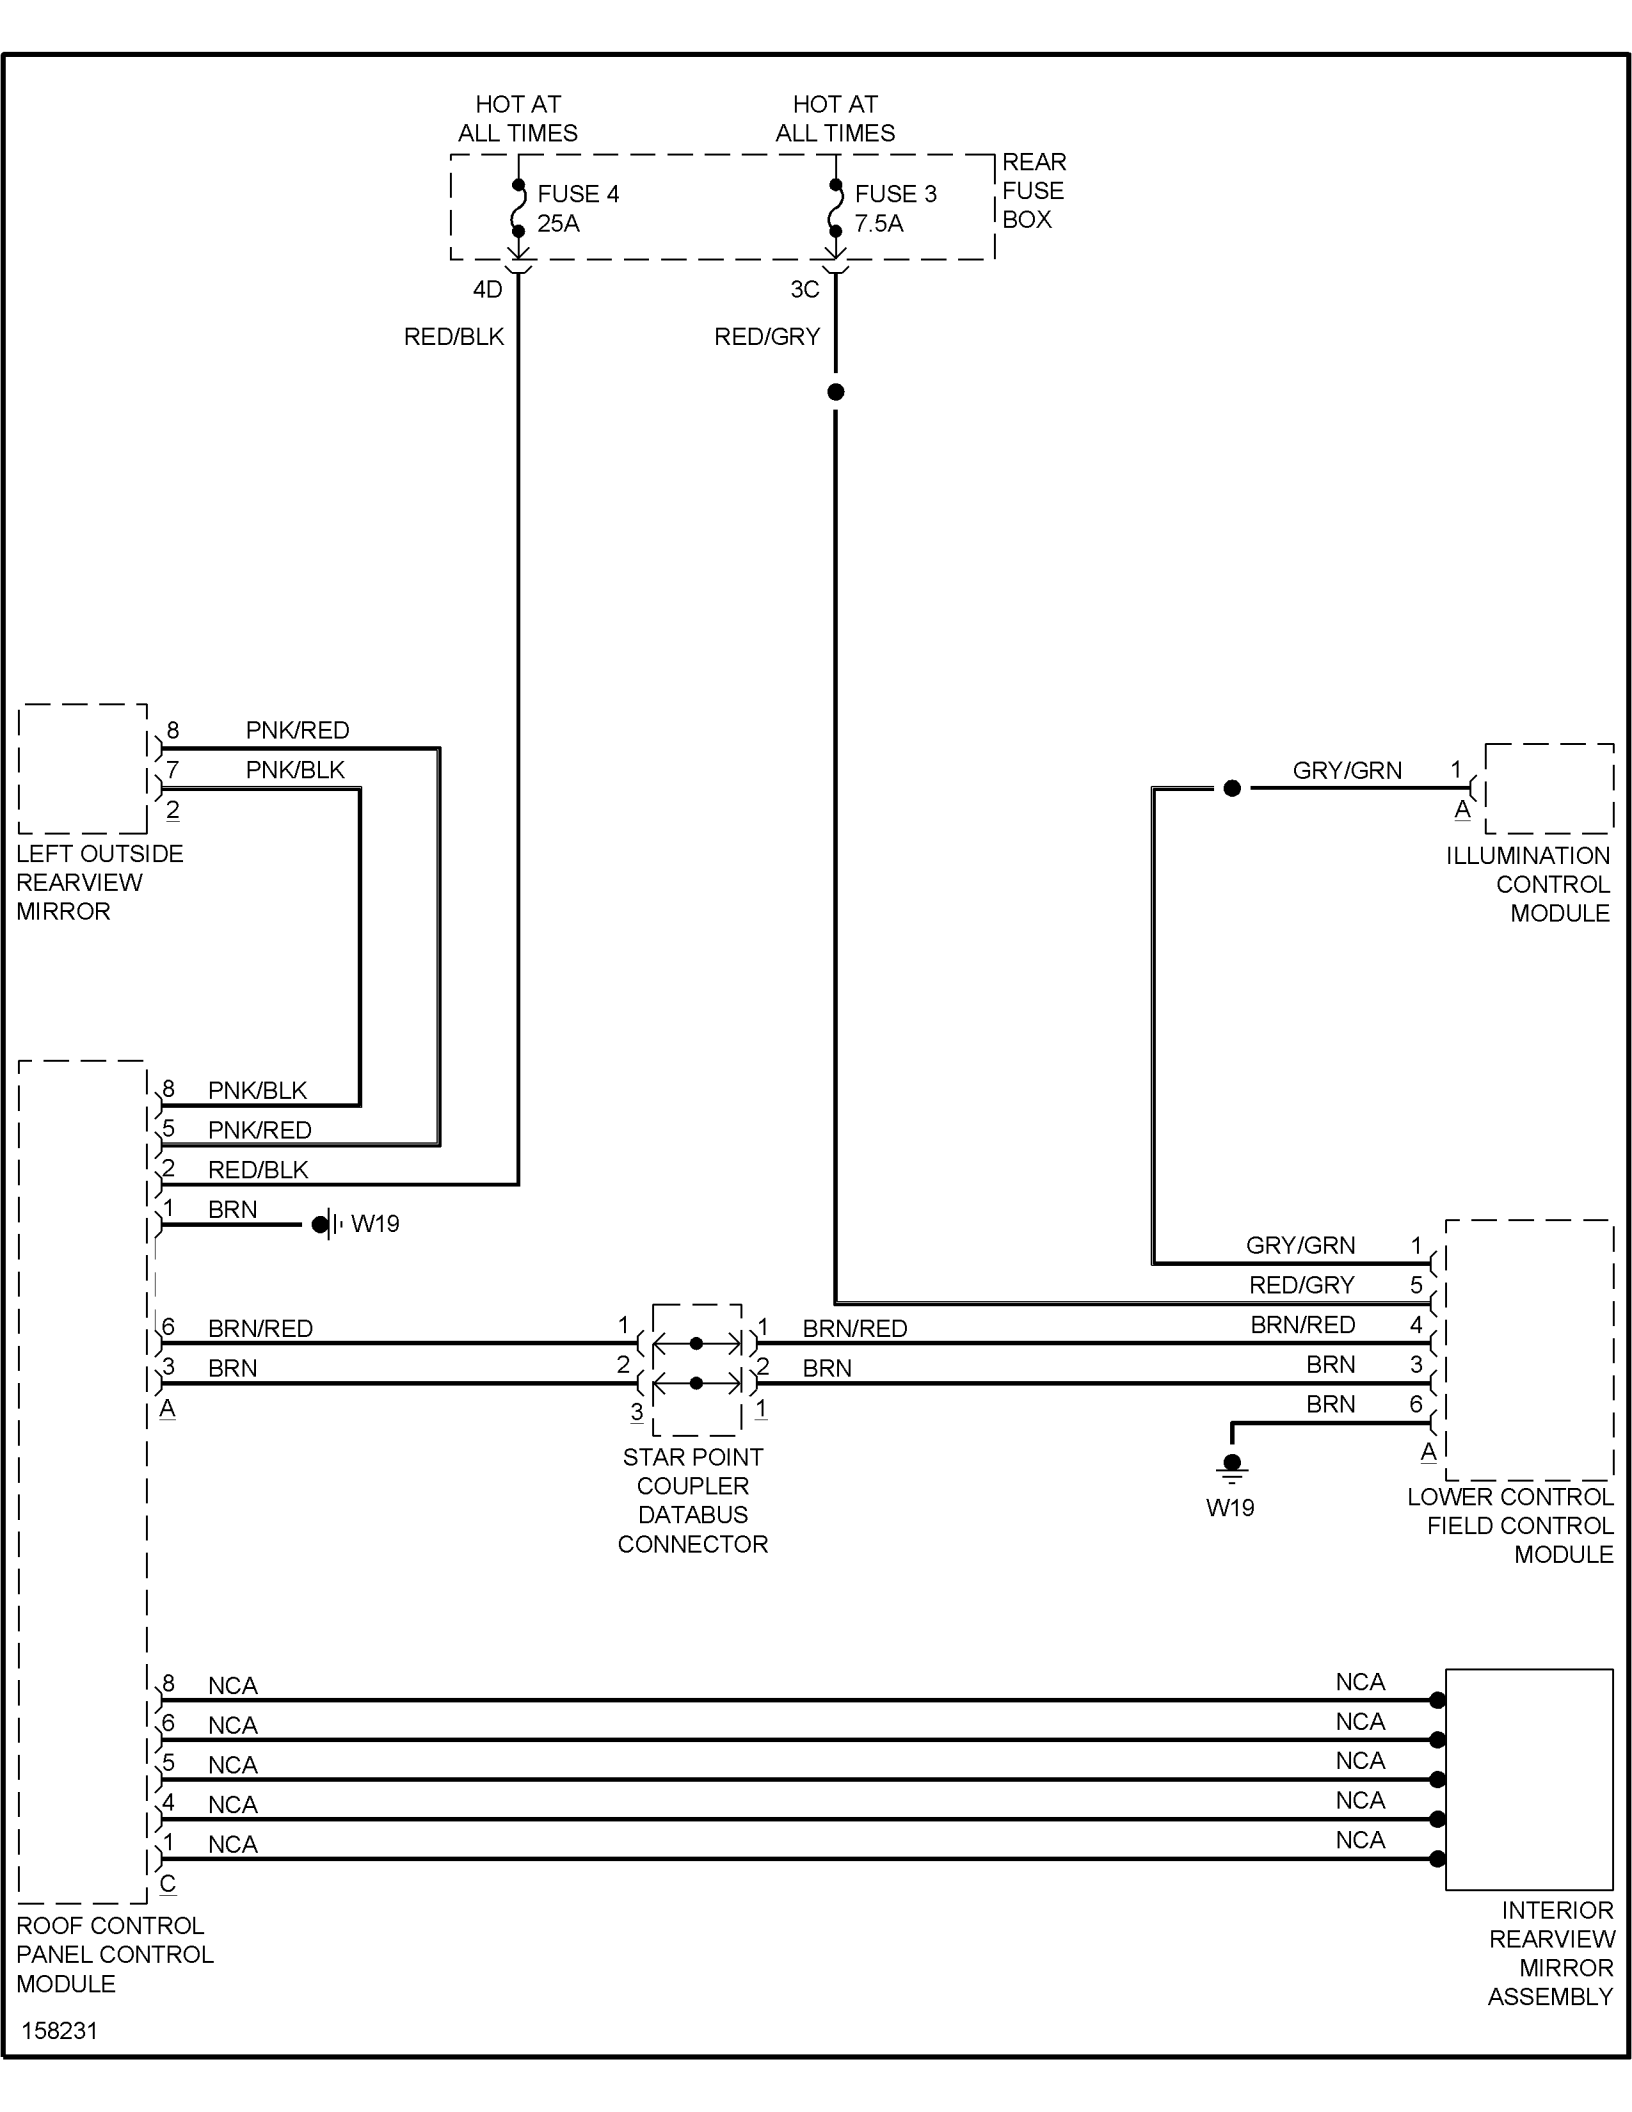 HOT AT
ALL TIMES
HOT AT
ALL TIMES
REAR
FUSE
BOX
FUSE 4
25A
FUSE 3
7.5A
4D
3C
RED/BLK
RED/GRY
8 PNK/RED
7 PNK/BLK
2
LEFT OUTSIDE
REARVIEW
MIRROR
GRY/GRN 1
A
ILLUMINATION
CONTROL
MODULE
8 PNK/BLK
5 PNK/RED
2 RED/BLK
1 BRN
W19
6 BRN/RED
3 BRN
A
1
2
3
1 BRN/RED
2 BRN
1
STAR POINT
COUPLER
DATABUS
CONNECTOR
GRY/GRN 1
RED/GRY 5
BRN/RED 4
BRN 3
BRN 6
A
W19
LOWER CONTROL
FIELD CONTROL
MODULE
8 NCA
6 NCA
5 NCA
4 NCA
1 NCA
C
NCA
NCA
NCA
NCA
NCA
ROOF CONTROL
PANEL CONTROL
MODULE
INTERIOR
REARVIEW
MIRROR
ASSEMBLY
158231